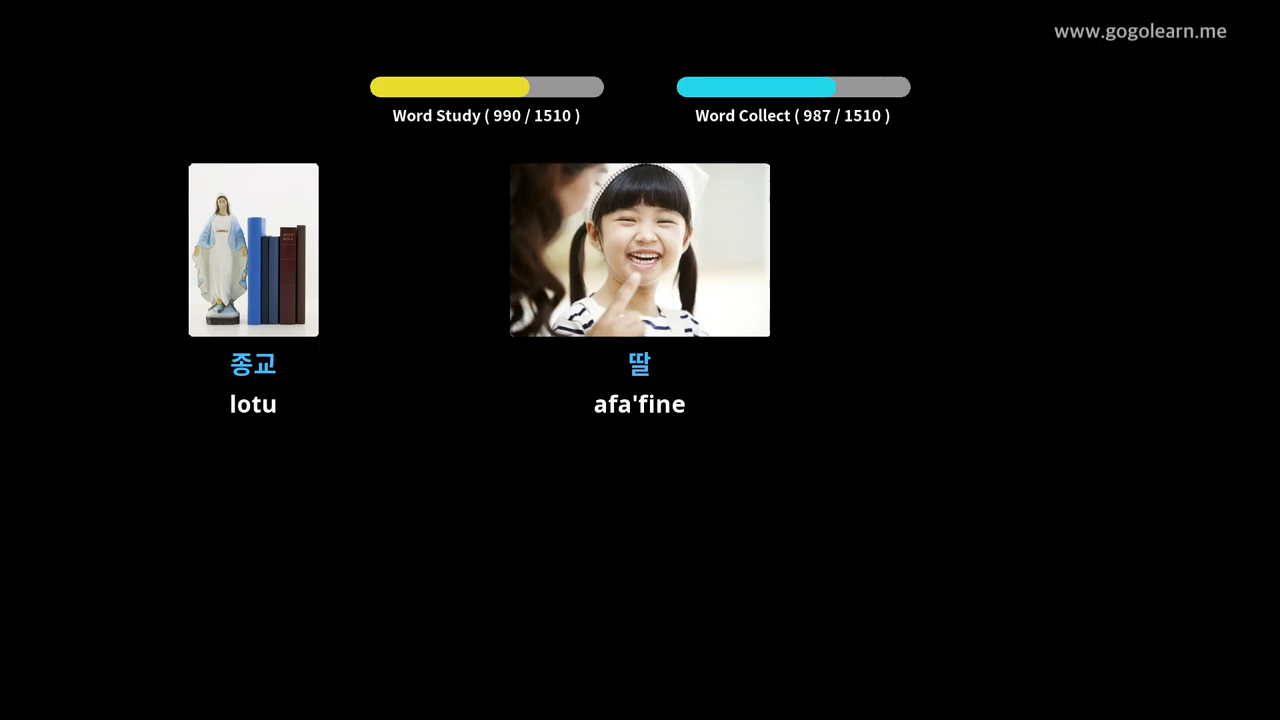 www.gogolearn.me
Word Study ( 990 / 1510 )
Word Collect ( 987 / 1510 )
종교
lotu
딸
afa'fine